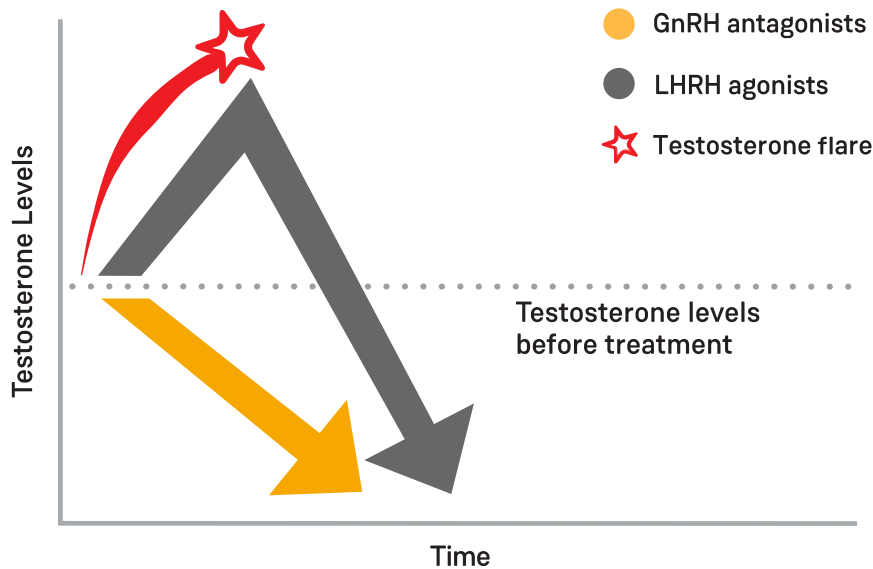 GnRH antagonists
LHRH agonists
Testosterone flare
Testosterone Levels
Testosterone levels
before treatment
Time